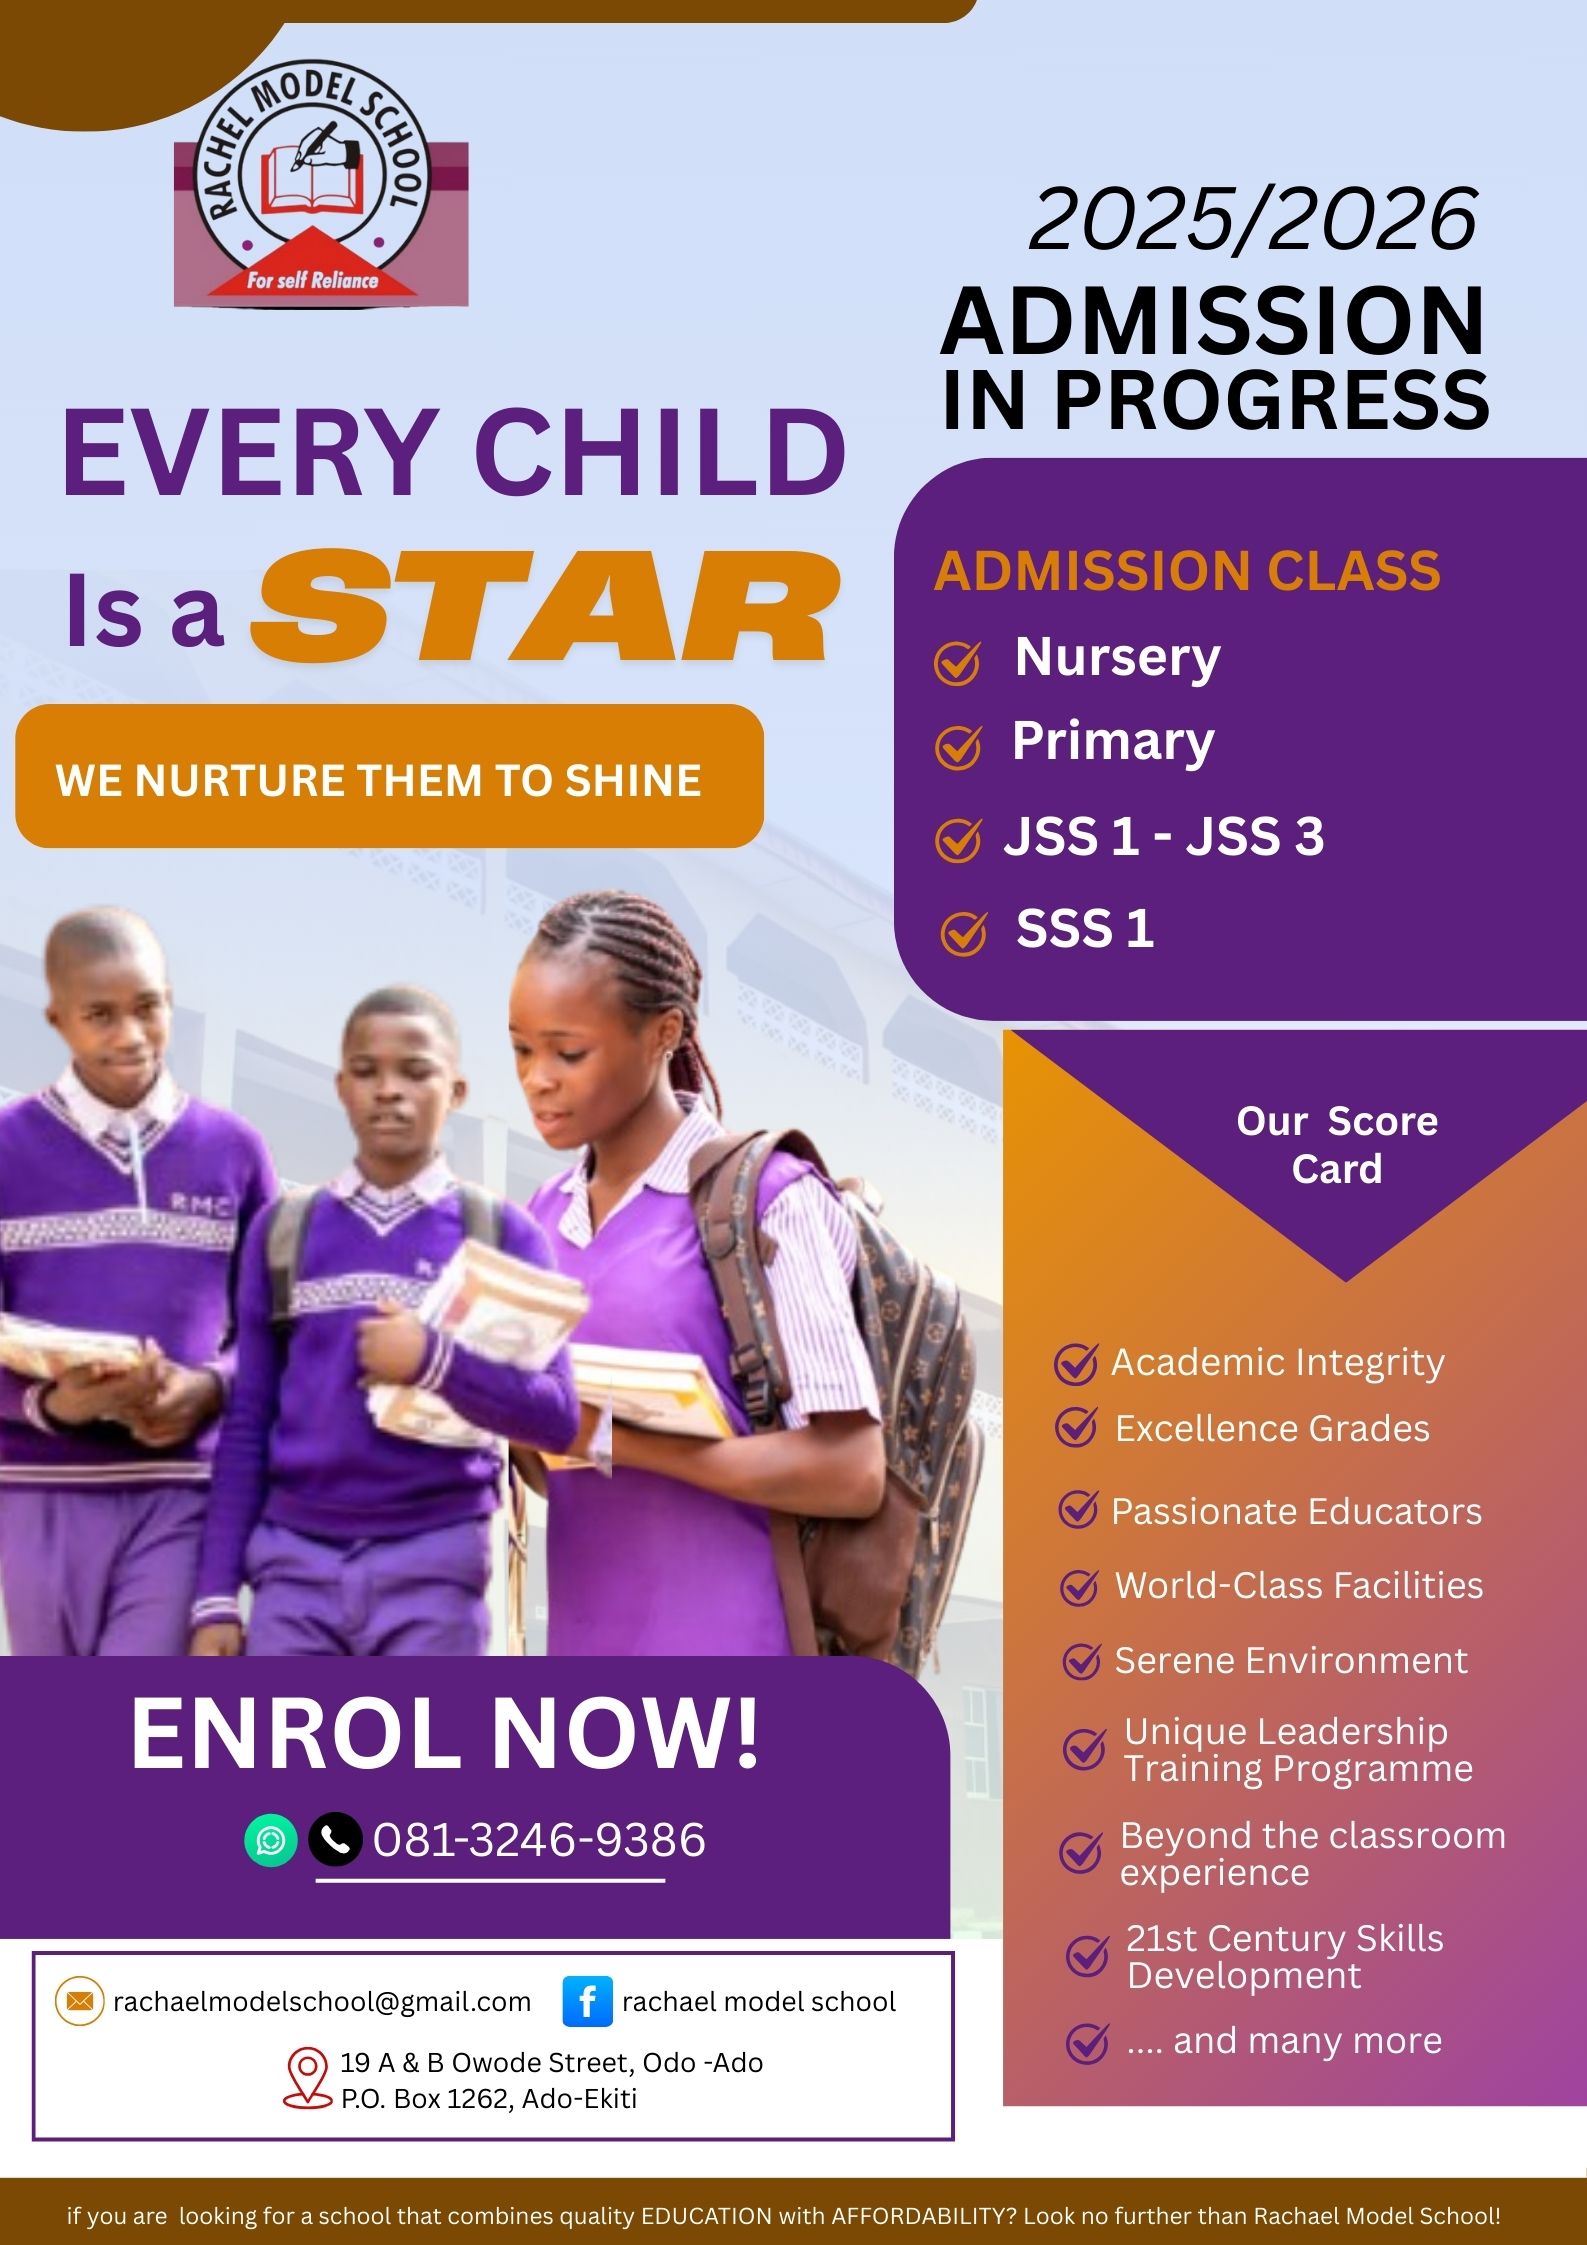 RACHEL MODEL SCHOOL
For self Reliance
2025/2026
ADMISSION
IN PROGRESS
EVERY CHILD
Is a STAR
WE NURTURE THEM TO SHINE
ADMISSION CLASS
Nursery
Primary
JSS 1 - JSS 3
SSS 1
RMC
Our Score
Card
Academic Integrity
Excellence Grades
Passionate Educators
World-Class Facilities
Serene Environment
Unique Leadership
Training Programme
Beyond the classroom
experience
21st Century Skills
Development
.... and many more
ENROL NOW!
081-3246-9386
rachaelmodelschool@gmail.com
rachael model school
19 A & B Owode Street, Odo -Ado
P.O. Box 1262, Ado-Ekiti
if you are looking for a school that combines quality EDUCATION with AFFORDABILITY? Look no further than Rachael Model School!